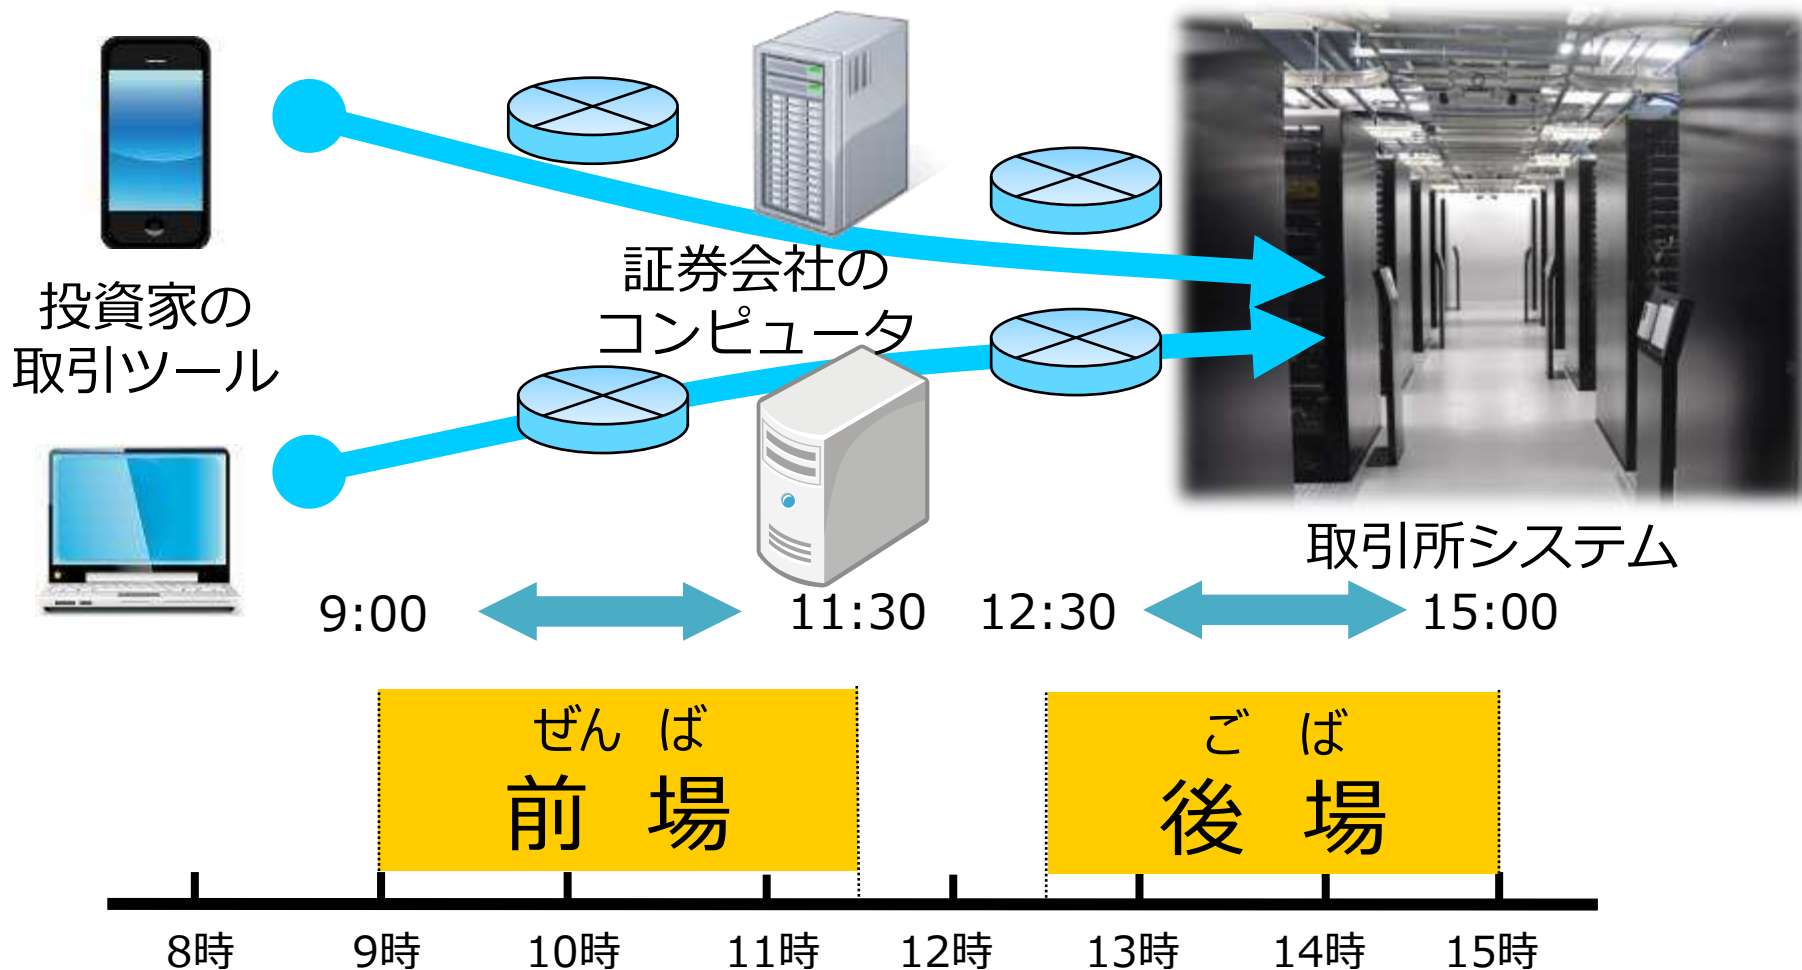 証券会社の
コンピュータ
投資家の
取引ツール
取引所システム
9:00
11:30
12:30
15:00
ぜん ば
前 場
ご ば
後 場
8時
9時
10時
11時
12時
13時
14時
15時